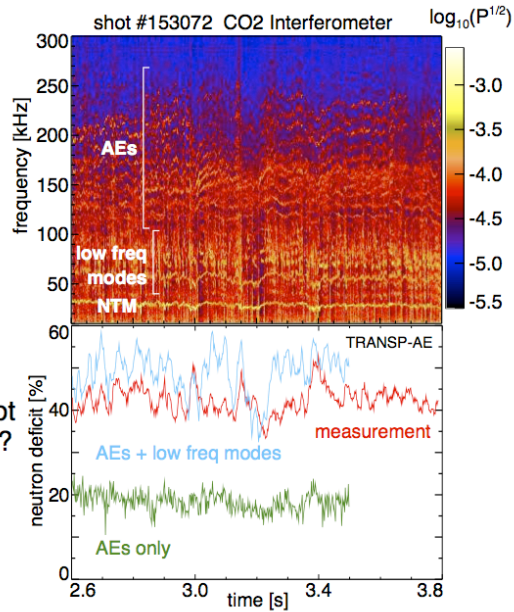 shot #153072 CO2 Interferometer
log10(P^1/2)
300
250
200
150
100
50
frequency [kHz]
AEs
low freq
modes
NTM
-3.0
-3.5
-4.0
-4.5
-5.0
-5.5
60
40
20
0
neutron deficit [%]
TRANSP-AE
measurement
AEs + low freq modes
AEs only
2.6
3.0
3.4
3.8
time [s]
?